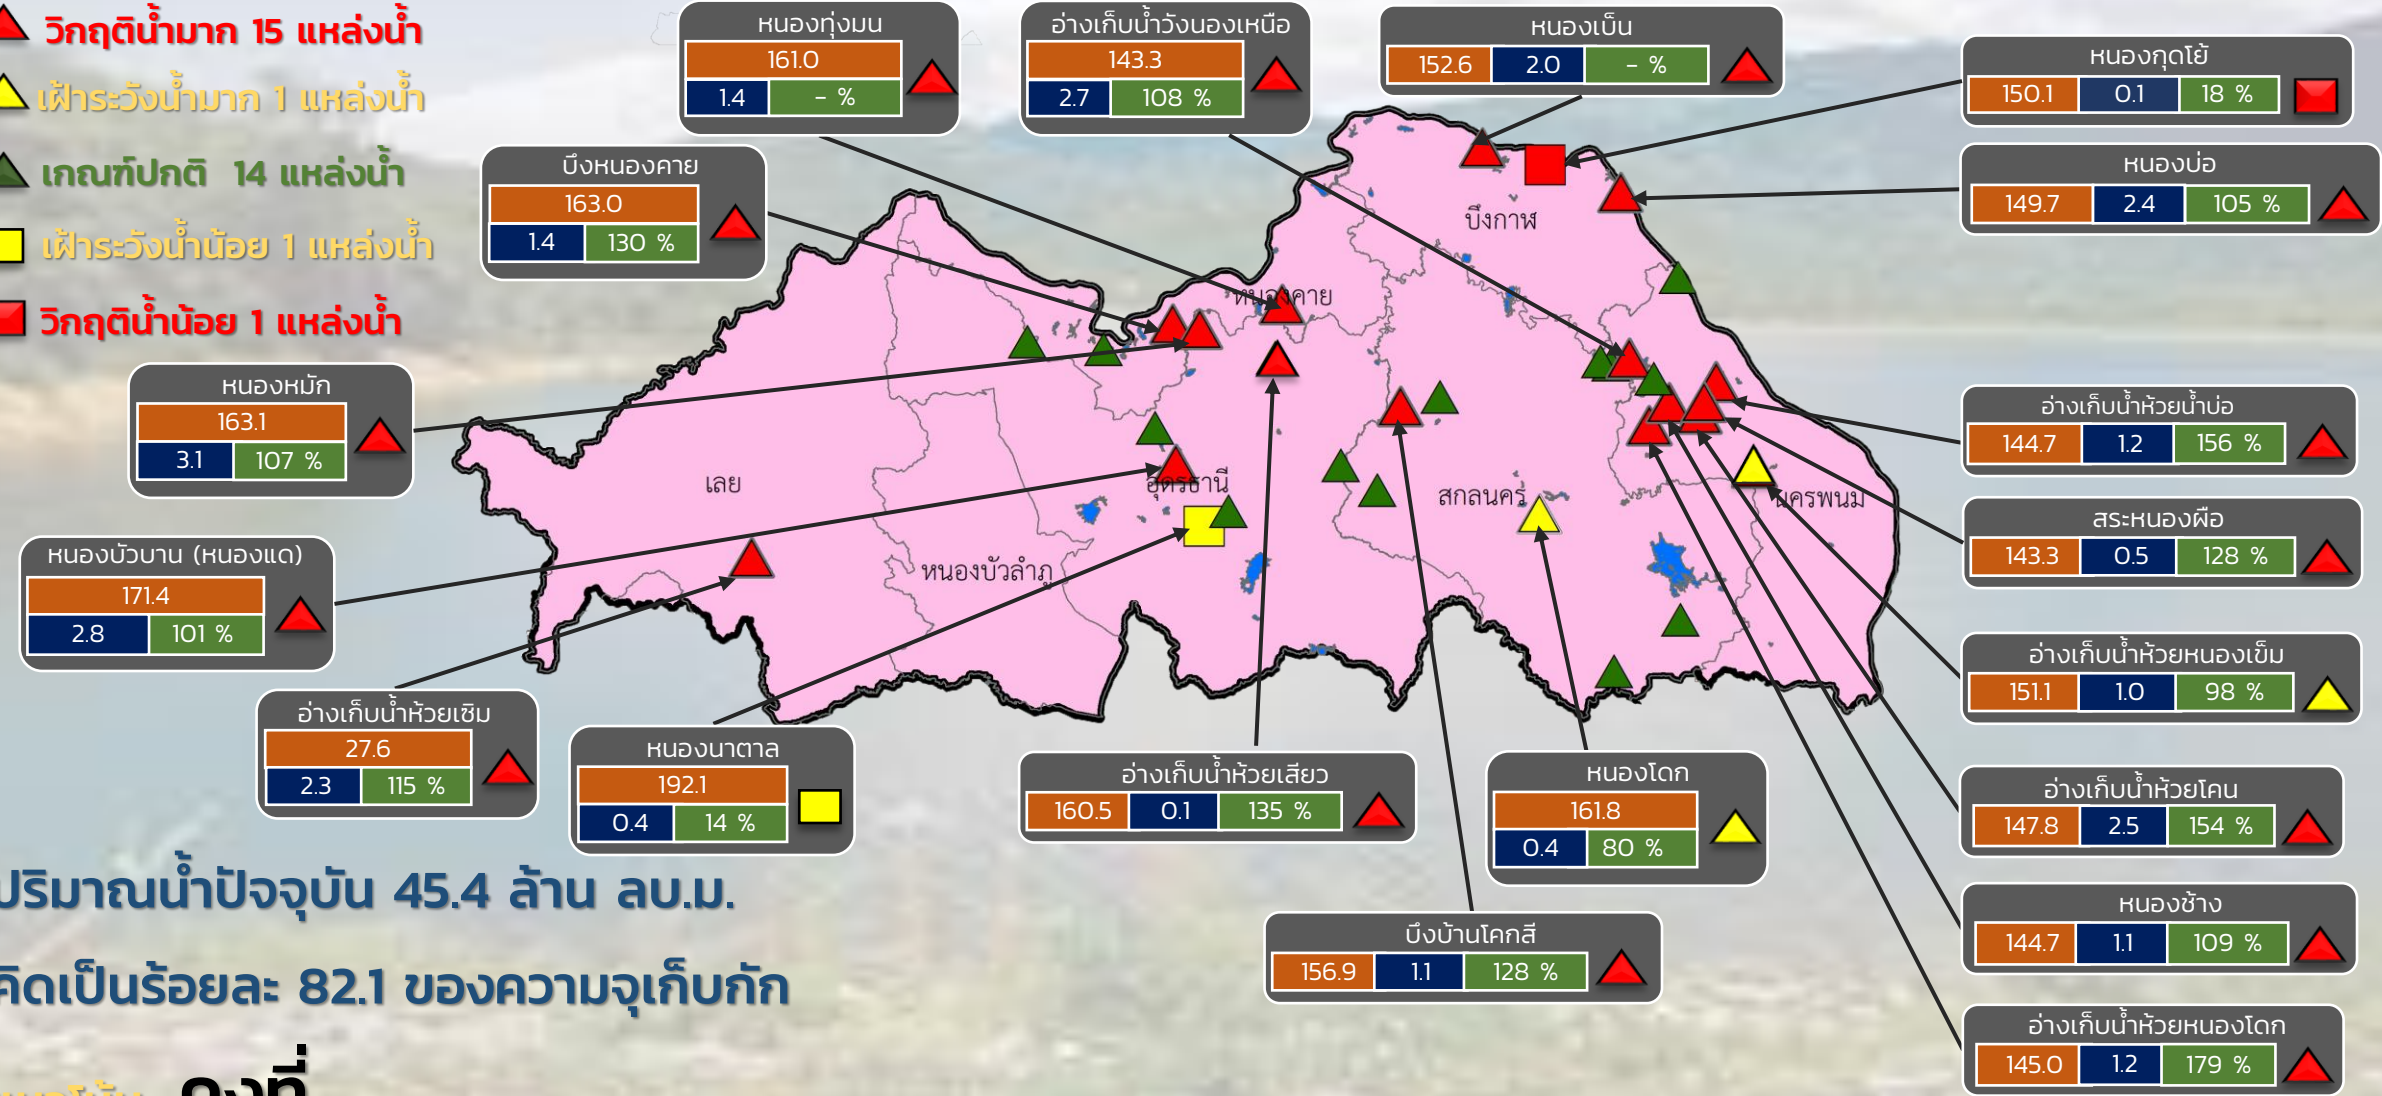 วิกฤติน้ำมาก 15 แหล่งน้ำ
เฝ้าระวังน้ำมาก 1 แหล่งน้ำ
เกณฑ์ปกติ 14 แหล่งน้ำ
เฝ้าระวังน้ำน้อย 1 แหล่งน้ำ
วิกฤติน้ำน้อย 1 แหล่งน้ำ
หนองทุ่งมน
161.0
1.4 - %
อ่างเก็บน้ำวังนองเหนือ
143.3
2.7 108 %
หนองเบ็น
152.6 2.0 - %
หนองกุดโย้
150.1 0.1 18 %
หนองบ่อ
149.7 2.4 105 %
บึงหนองคาย
163.0
1.4 130 %
หนองหมัก
163.1
3.1 107 %
หนองบัวบาน (หนองแด)
171.4
2.8 101 %
อ่างเก็บน้ำห้วยเซิม
27.6
2.3 115 %
หนองนาตาล
192.1
0.4 14 %
อ่างเก็บน้ำห้วยเสียว
160.5 0.1 135 %
หนองโดก
161.8
0.4 80 %
บึงบ้านโคกสี
156.9 1.1 128 %
อ่างเก็บน้ำห้วยน้ำบ่อ
144.7 1.2 156 %
สระหนองผือ
143.3 0.5 128 %
อ่างเก็บน้ำห้วยหนองเข็ม
151.1 1.0 98 %
อ่างเก็บน้ำห้วยโคน
147.8 2.5 154 %
หนองช้าง
144.7 1.1 109 %
อ่างเก็บน้ำห้วยหนองโดก
145.0 1.2 179 %
บึงกาฬ
หนองคาย
เลย
อุดรธานี
หนองบัวลำภู
สกลนคร
นครพนม
ปริมาณน้ำปัจจุบัน 45.4 ล้าน ลบ.ม.
คิดเป็นร้อยละ 82.1 ของความจุเก็บกัก
คงที่